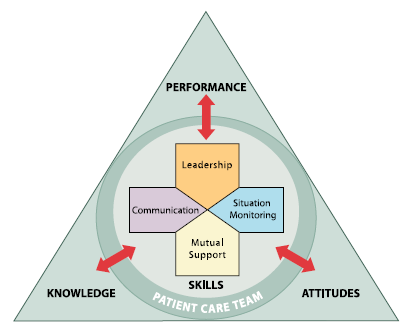 PERFORMANCE
Leadership
Communication
Situation
Monitoring
Mutual
Support
SKILLS
KNOWLEDGE
ATTITUDES
PATIENT CARE TEAM